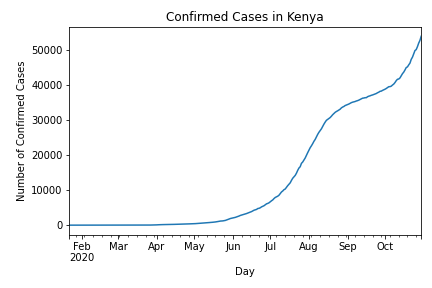 Confirmed Cases in Kenya
Number of Confirmed Cases
50000
40000
30000
20000
10000
0
Feb Mar Apr May Jun Jul Aug Sep Oct
2020
Day